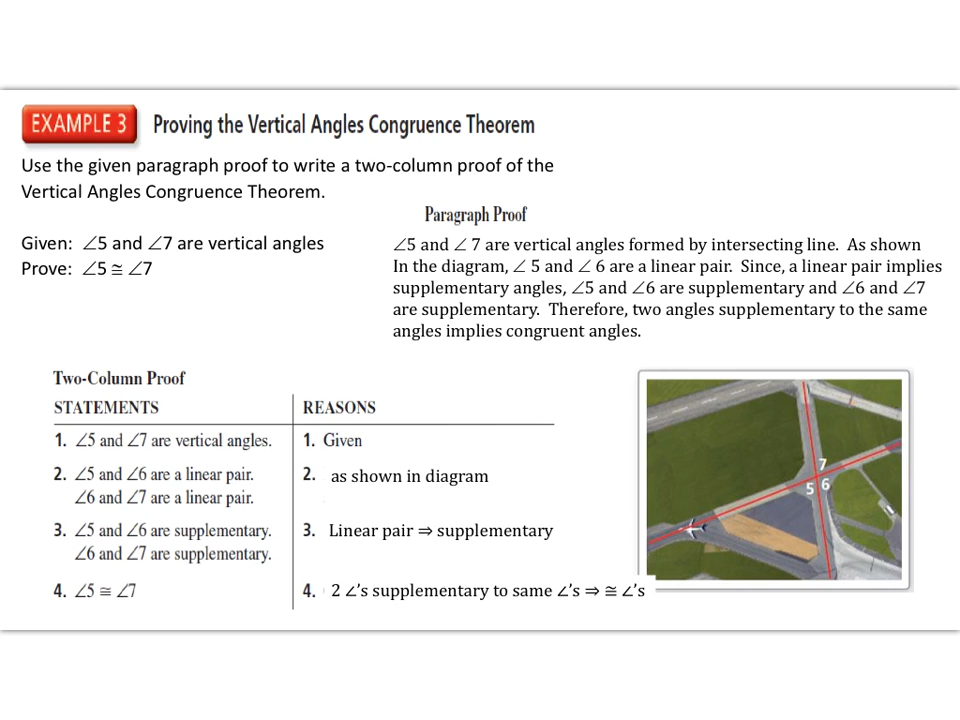 EXAMPLE 3 Proving the Vertical Angles Congruence Theorem
Use the given paragraph proof to write a two-column proof of the
Vertical Angles Congruence Theorem.
Given: ∠5 and ∠7 are vertical angles
Prove: ∠5 ≅ ∠7
Paragraph Proof
∠5 and ∠ 7 are vertical angles formed by intersecting line. As shown
In the diagram, ∠ 5 and ∠ 6 are a linear pair. Since, a linear pair implies
supplementary angles, ∠5 and ∠6 are supplementary and ∠6 and ∠7
are supplementary. Therefore, two angles supplementary to the same
angles implies congruent angles.
Two-Column Proof
STATEMENTS REASONS
1. ∠5 and ∠7 are vertical angles. 1. Given
2. ∠5 and ∠6 are a linear pair. 2. as shown in diagram
∠6 and ∠7 are a linear pair.
3. ∠5 and ∠6 are supplementary. 3. Linear pair ⇒ supplementary
∠6 and ∠7 are supplementary.
4. ∠5 ≅ ∠7 4. 2 ∠’s supplementary to same ∠’s ⇒ ≅ ∠’s
7
5 6